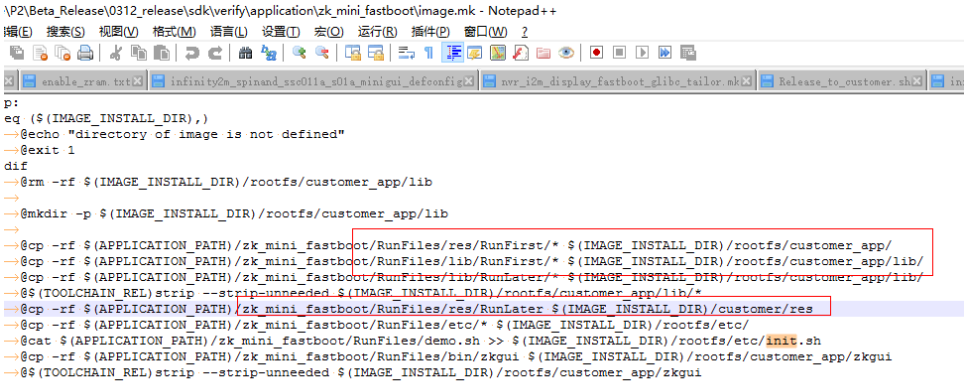 \P2\Beta_Release\0312_release\sdk\verify\application\zk_mini_fastboot\image.mk - Notepad++
辑(E) 搜索(S) 视图(V) 格式(M) 语言(L) 设置(T) 宏(O) 运行(R) 插件(P) 窗口(W) ?
enable_zram.txt infinity2m_spinand_ssc011a_s01a_minigui_defconfig nvr_i2m_display_fastboot_glibc_tailor.mk Release_to_customer.sh in
p:
eq ($(IMAGE_INSTALL_DIR),)
@echo "directory of image is not defined"
@exit 1
dif
@rm -rf $(IMAGE_INSTALL_DIR)/rootfs/customer_app/lib
@mkdir -p $(IMAGE_INSTALL_DIR)/rootfs/customer_app/lib
@cp -rf $(APPLICATION_PATH)/zk_mini_fastboot/RunFiles/res/RunFirst/* $(IMAGE_INSTALL_DIR)/rootfs/customer_app/
@cp -rf $(APPLICATION_PATH)/zk_mini_fastboot/RunFiles/lib/RunFirst/* $(IMAGE_INSTALL_DIR)/rootfs/customer_app/lib/
@cp -rf $(APPLICATION_PATH)/zk_mini_fastboot/RunFiles/lib/RunLater/* $(IMAGE_INSTALL_DIR)/rootfs/customer_app/lib/
@$(TOOLCHAIN_REL)strip --strip-unneeded $(IMAGE_INSTALL_DIR)/rootfs/customer_app/lib/*
@cp -rf $(APPLICATION_PATH)/zk_mini_fastboot/RunFiles/res/RunLater $(IMAGE_INSTALL_DIR)/customer/res
@cp -rf $(APPLICATION_PATH)/zk_mini_fastboot/RunFiles/etc/* $(IMAGE_INSTALL_DIR)/rootfs/etc/
@cat $(APPLICATION_PATH)/zk_mini_fastboot/RunFiles/demo.sh >> $(IMAGE_INSTALL_DIR)/rootfs/etc/init.sh
@cp -rf $(APPLICATION_PATH)/zk_mini_fastboot/RunFiles/bin/zkgui $(IMAGE_INSTALL_DIR)/rootfs/customer_app/zkgui
@$(TOOLCHAIN_REL)strip --strip-unneeded $(IMAGE_INSTALL_DIR)/rootfs/customer_app/zkgui